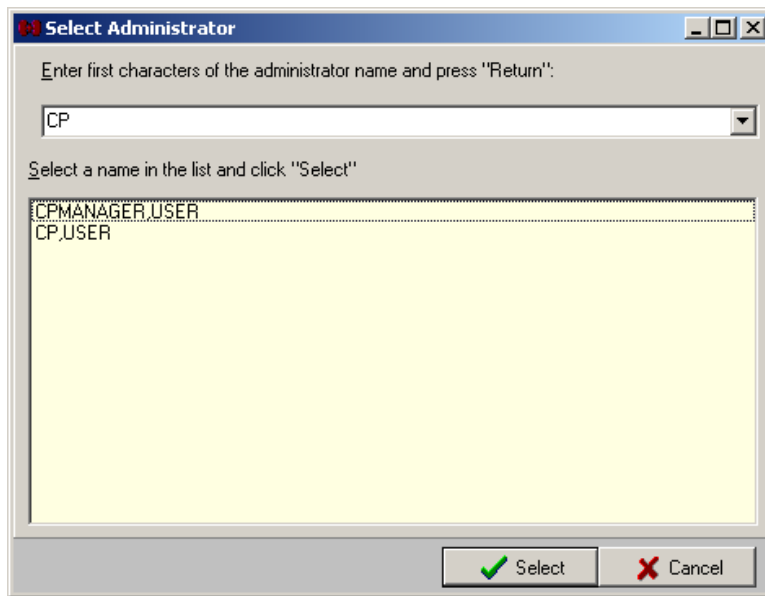 Select Administrator
Enter first characters of the administrator name and press "Return":
CP
Select a name in the list and click "Select"
CPMANAGER,USER
CP,USER
Select
Cancel